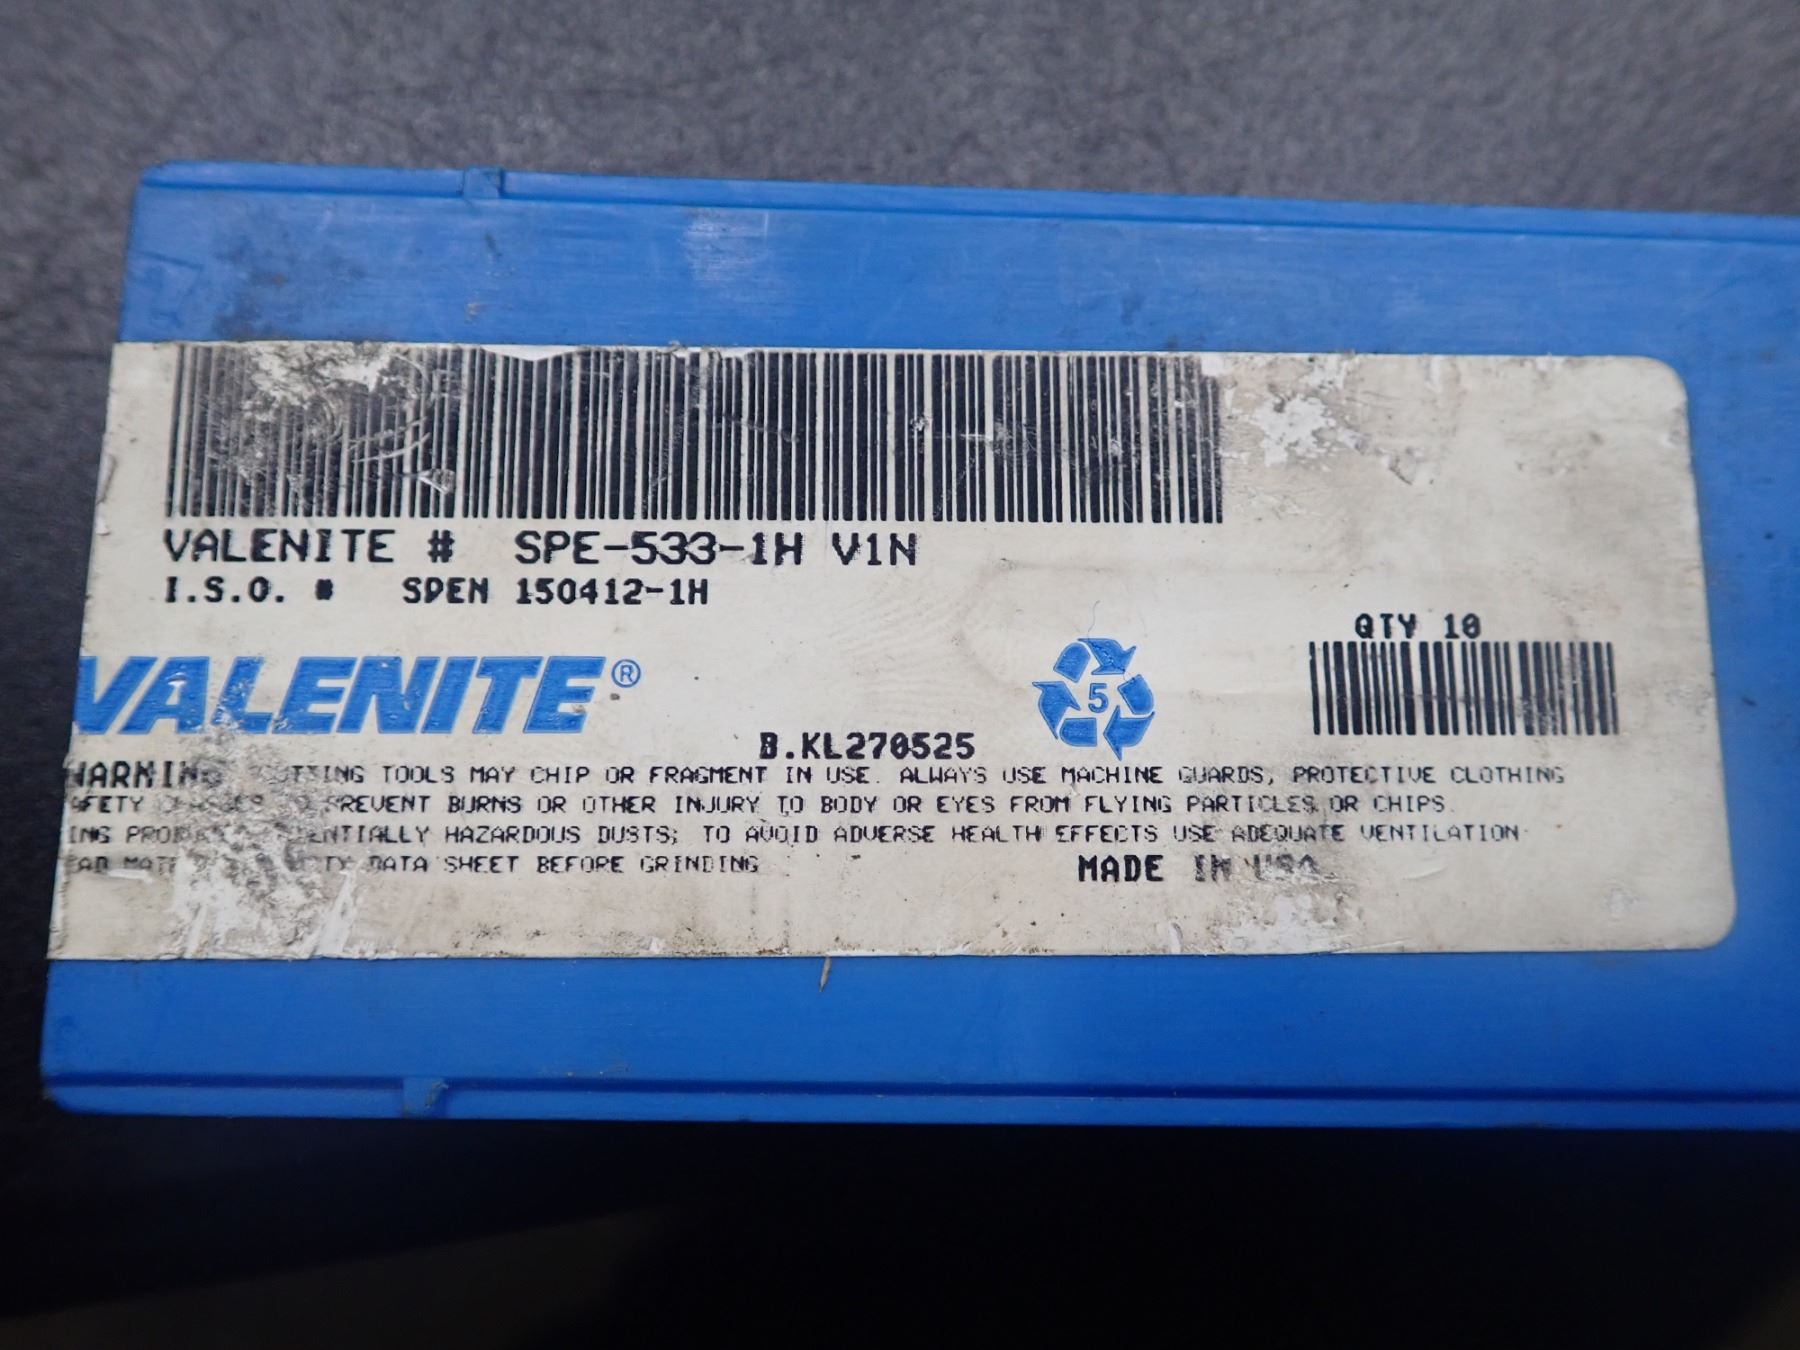 VALENITE # SPE-533-1H V1N
I.S.O. # SPEN 150412-1H
QTY 10
VALENITE®
5
B.KL270525
TOOLS MAY CHIP OR FRAGMENT IN USE. ALWAYS USE MACHINE GUARDS, PROTECTIVE CLOTHING
PREVENT BURNS OR OTHER INJURY TO BODY OR EYES FROM FLYING PARTICLES OR CHIPS.
HAZARDOUS DUSTS; TO AVOID ADVERSE HEALTH EFFECTS USE ADEQUATE VENTILATION
DATA SHEET BEFORE GRINDING
MADE IN USA